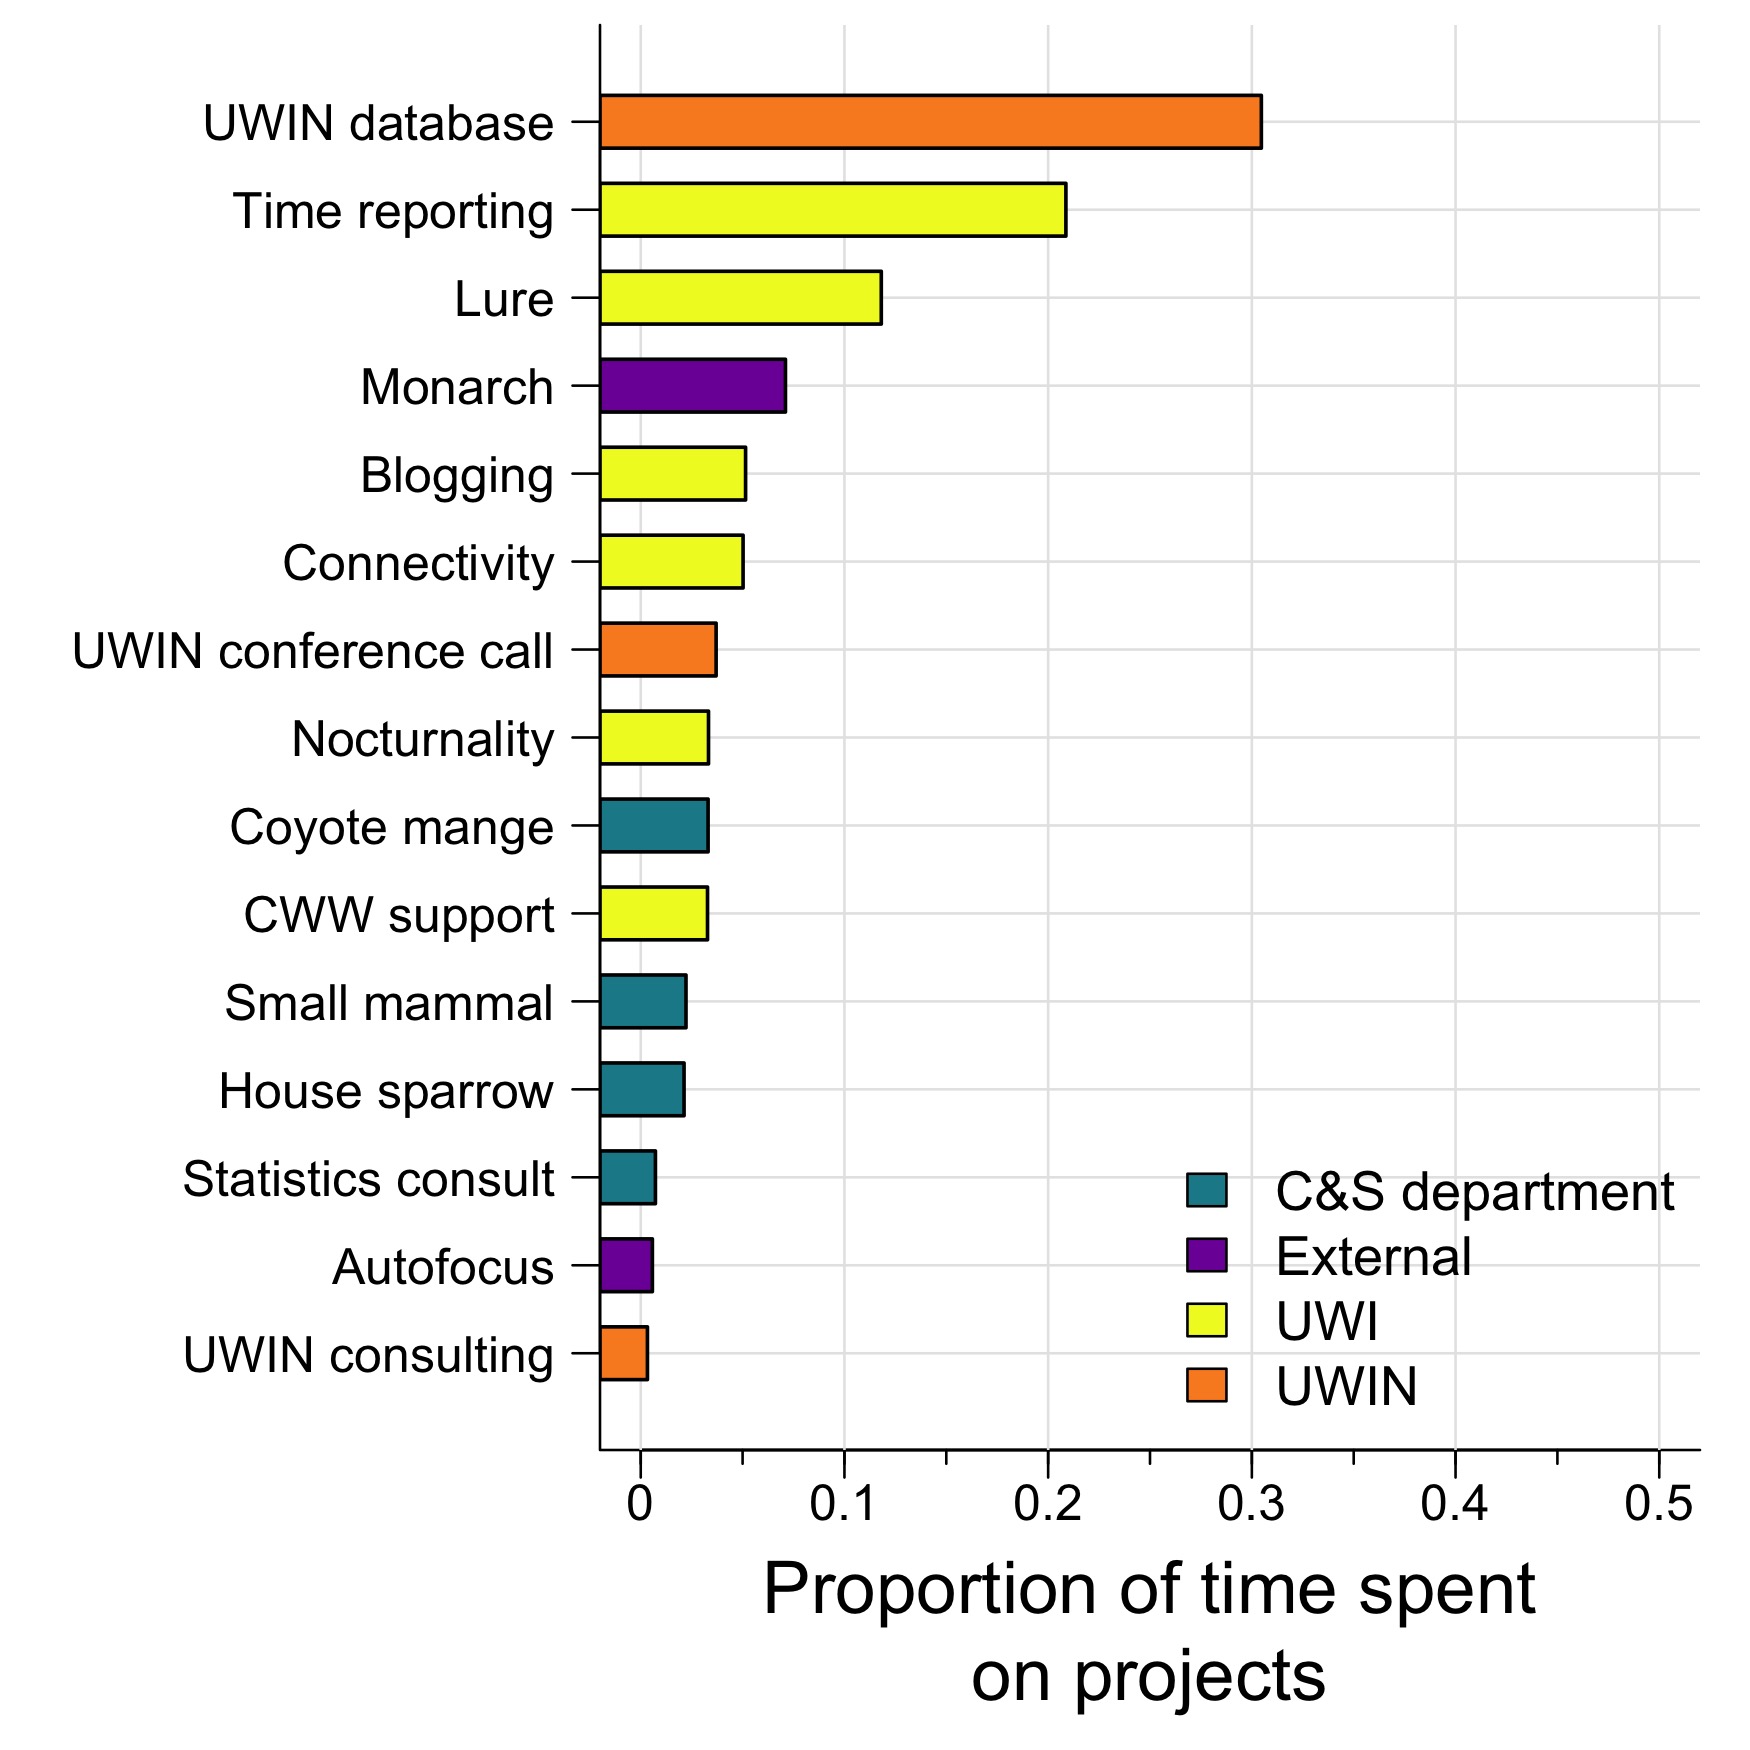 UWIN database
Time reporting
Lure
Monarch
Blogging
Connectivity
UWIN conference call
Nocturnality
Coyote mange
CWW support
Small mammal
House sparrow
Statistics consult
Autofocus
UWIN consulting
C&S department
External
UWI
UWIN
0 0.1 0.2 0.3 0.4 0.5
Proportion of time spent
on projects